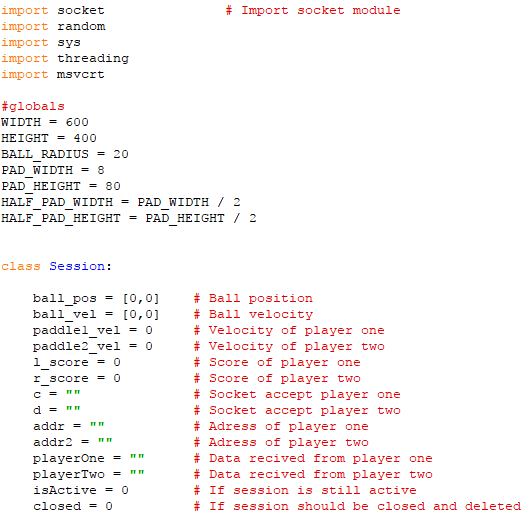 import socket # Import socket module
import random
import sys
import threading
import msvcrt
#globals
WIDTH = 600
HEIGHT = 400
BALL_RADIUS = 20
PAD_WIDTH = 8
PAD_HEIGHT = 80
HALF_PAD_WIDTH = PAD_WIDTH / 2
HALF_PAD_HEIGHT = PAD_HEIGHT / 2
class Session:
ball_pos = [0,0] # Ball position
ball_vel = [0,0] # Ball velocity
paddle1_vel = 0 # Velocity of player one
paddle2_vel = 0 # Velocity of player two
l_score = 0 # Score of player one
r_score = 0 # Score of player two
c = "" # Socket accept player one
d = "" # Socket accept player two
addr = "" # Adress of player one
addr2 = "" # Adress of player two
playerOne = "" # Data recived from player one
playerTwo = "" # Data recived from player two
isActive = 0 # If session is still active
closed = 0 # If session should be closed and deleted